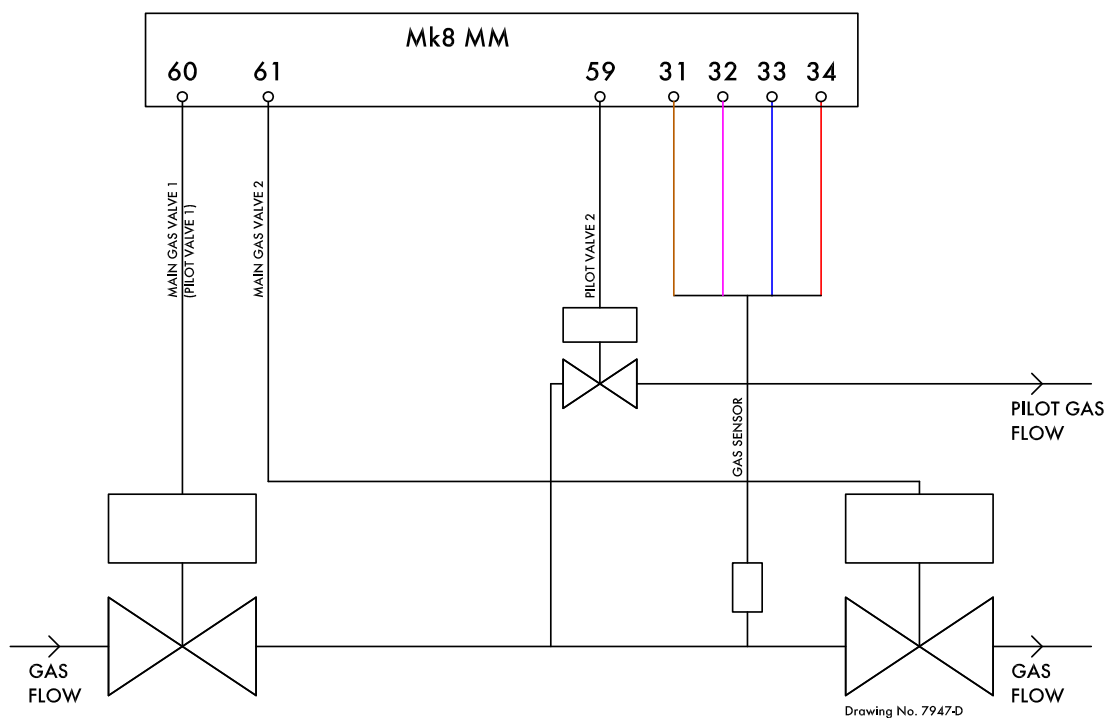 Mk8 MM
60 61 59 31 32 33 34
MAIN GAS VALVE 1
(PILOT VALVE 1)
MAIN GAS VALVE 2
PILOT VALVE 2
GAS SENSOR
PILOT GAS
FLOW
GAS
FLOW
GAS
FLOW
Drawing No. 7947-D